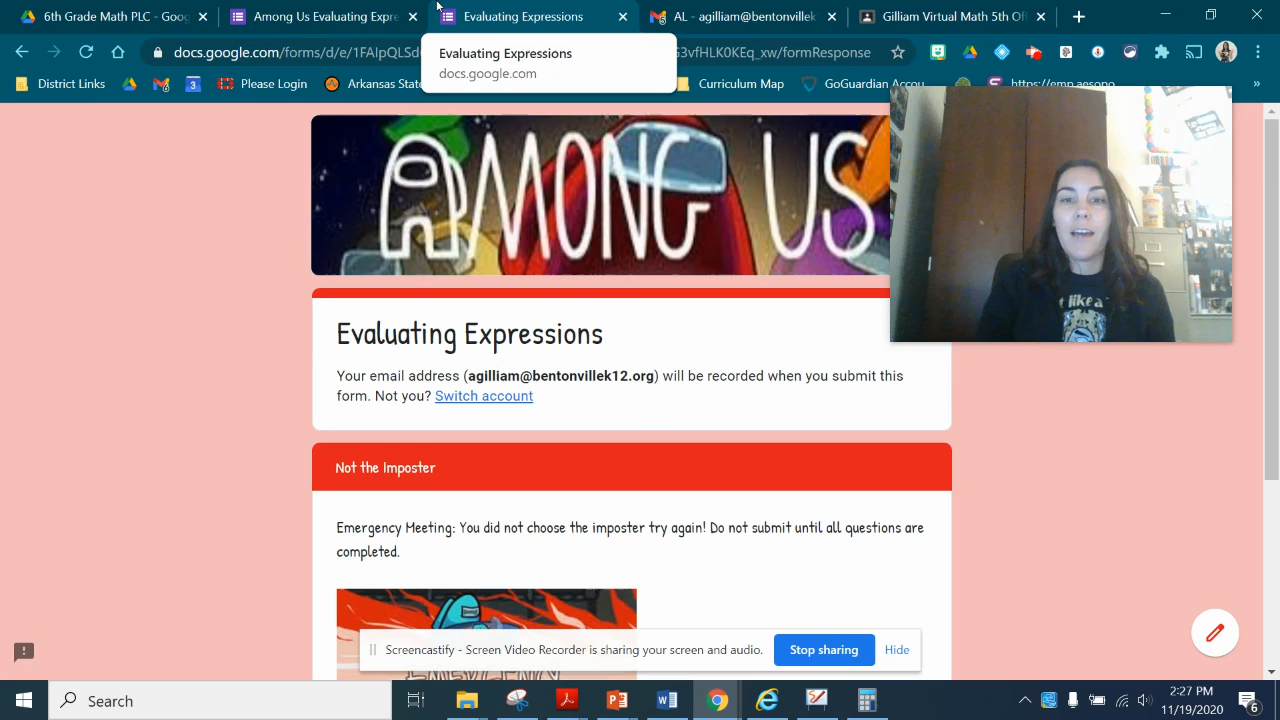 6th Grade Math PLC - Goog
Among Us Evaluating Expre
Evaluating Expressions
AL - agilliam@bentonvillek
Gilliam Virtual Math 5th Of
docs.google.com/forms/d/e/1FAIpQLSd
G3vfHLK0KEq_xw/formResponse
Evaluating Expressions
docs.google.com
District Links
3
Please Login
Arkansas State
Curriculum Map
GoGuardian Accou
https://emp.aesopo
»
AMONG US
Evaluating Expressions
Your email address (agilliam@bentonvillek12.org) will be recorded when you submit this
form. Not you? Switch account
Not the Imposter
Emergency Meeting: You did not choose the imposter try again! Do not submit until all questions are
completed.
Screencastify - Screen Video Recorder is sharing your screen and audio.
Stop sharing
Hide
Search
2:27 PM
11/19/2020
6